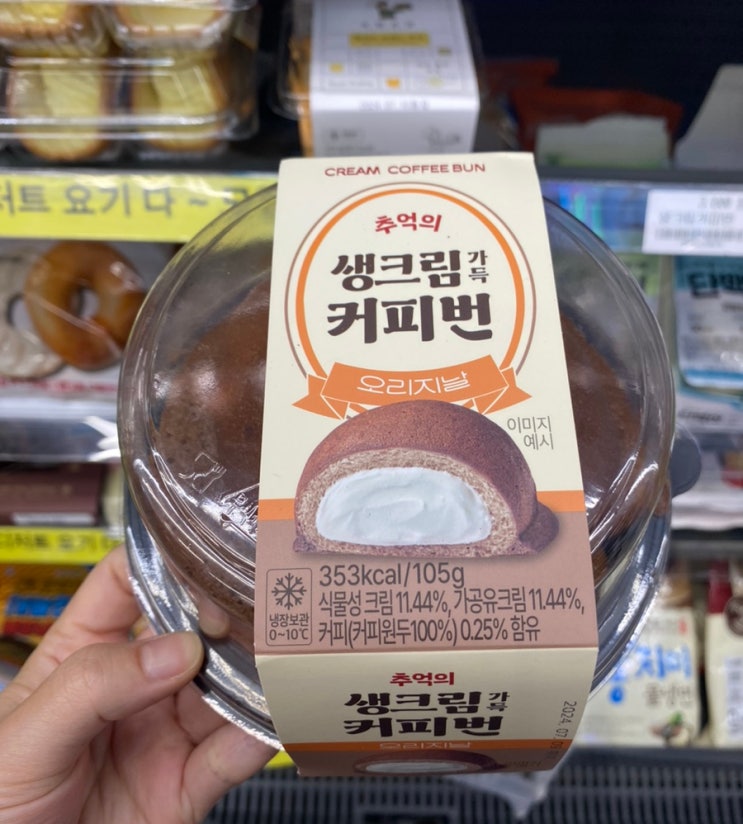 CREAM COFFEE BUN
추억의
생크림 가득
커피번
오리지날
이미지
예시
353kcal/105g
식물성 크림 11.44%, 가공유크림 11.44%,
커피(커피원두100%) 0.25% 함유
냉장보관
0~10℃
추억의
생크림 가득
커피번
오리지날
요기 다 ~